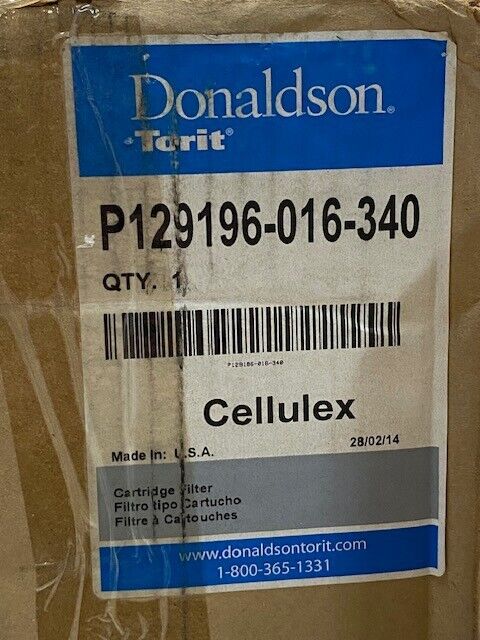 Donaldson®
Torit®
P129196-016-340
QTY. 1
P129196-016-340
Cellulex
28/02/14
Made In: U.S.A.
Cartridge Filter
Filtro tipo Cartucho
Filtre à Cartouches
www.donaldsontorit.com
1-800-365-1331